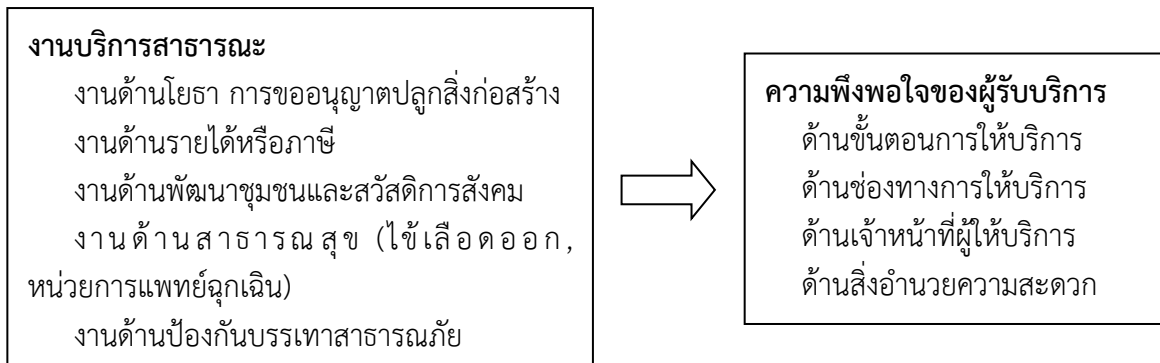 งานบริการสาธารณะ
งานด้านโยธา การขออนุญาตปลูกสิ่งก่อสร้าง
งานด้านรายได้หรือภาษี
งานด้านพัฒนาชุมชนและสวัสดิการสังคม
งานด้านสาธารณสุข (ไข้เลือดออก,
หน่วยการแพทย์ฉุกเฉิน)
งานด้านป้องกันบรรเทาสาธารณภัย
ความพึงพอใจของผู้รับบริการ
ด้านขั้นตอนการให้บริการ
ด้านช่องทางการให้บริการ
ด้านเจ้าหน้าที่ผู้ให้บริการ
ด้านสิ่งอำนวยความสะดวก